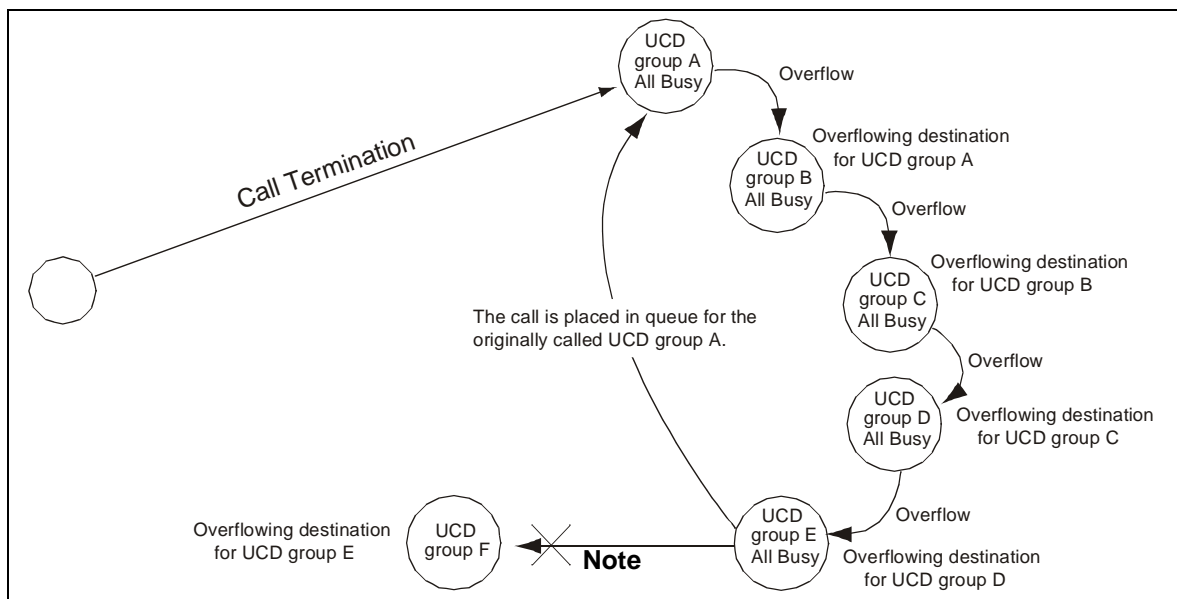 UCD
group A
All Busy
Overflow
Call Termination
UCD
group B
All Busy
Overflowing destination
for UCD group A
Overflow
UCD
group C
All Busy
Overflowing destination
for UCD group B
The call is placed in queue for the
originally called UCD group A.
Overflow
UCD
group D
All Busy
Overflowing destination
for UCD group C
Overflow
UCD
group E
All Busy
Overflowing destination
for UCD group D
Note
UCD
group F
Overflowing destination
for UCD group E